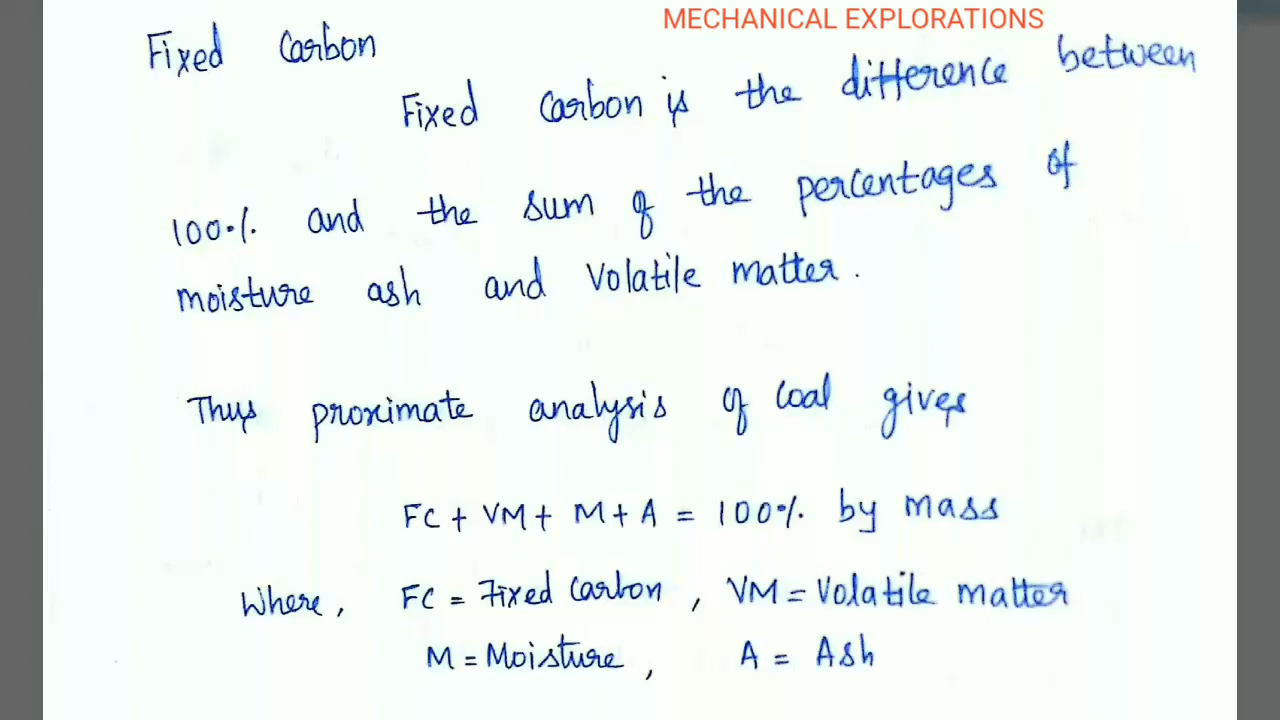 MECHANICAL EXPLORATIONS
Fixed Carbon
Fixed Carbon is the difference between
100% and the sum of the percentages of
moisture ash and volatile matter.
Thus proximate analysis of coal gives
FC + VM + M + A = 100% by mass
Where, FC = Fixed Carbon, VM = Volatile matter
M = Moisture, A = Ash